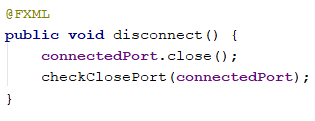 @FXML
public void disconnect() {
    connectedPort.close();
    checkClosePort(connectedPort);
}